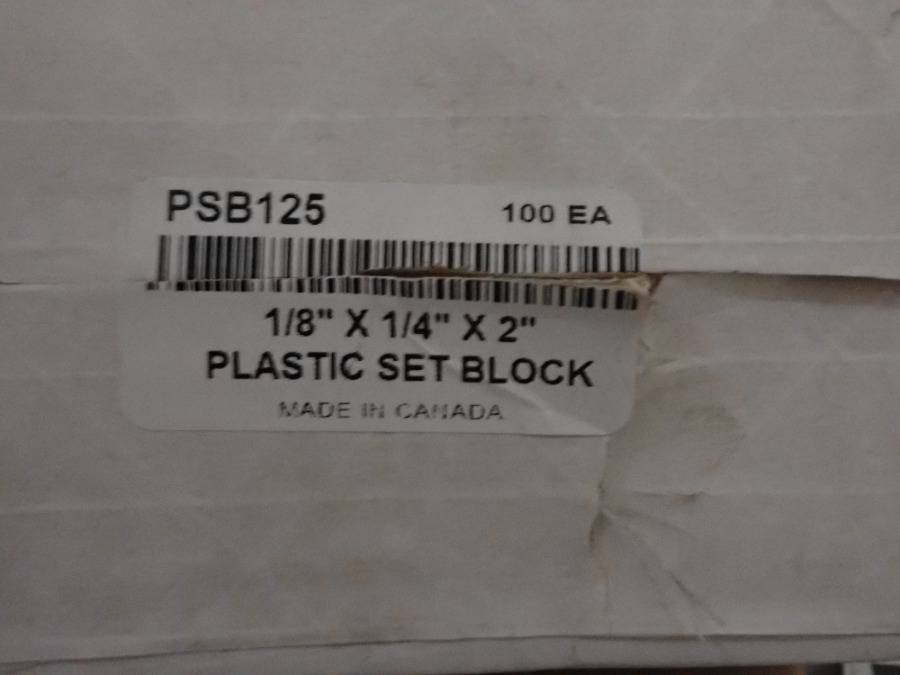 PSB125 100 EA
1/8" X 1/4" X 2"
PLASTIC SET BLOCK
MADE IN CANADA